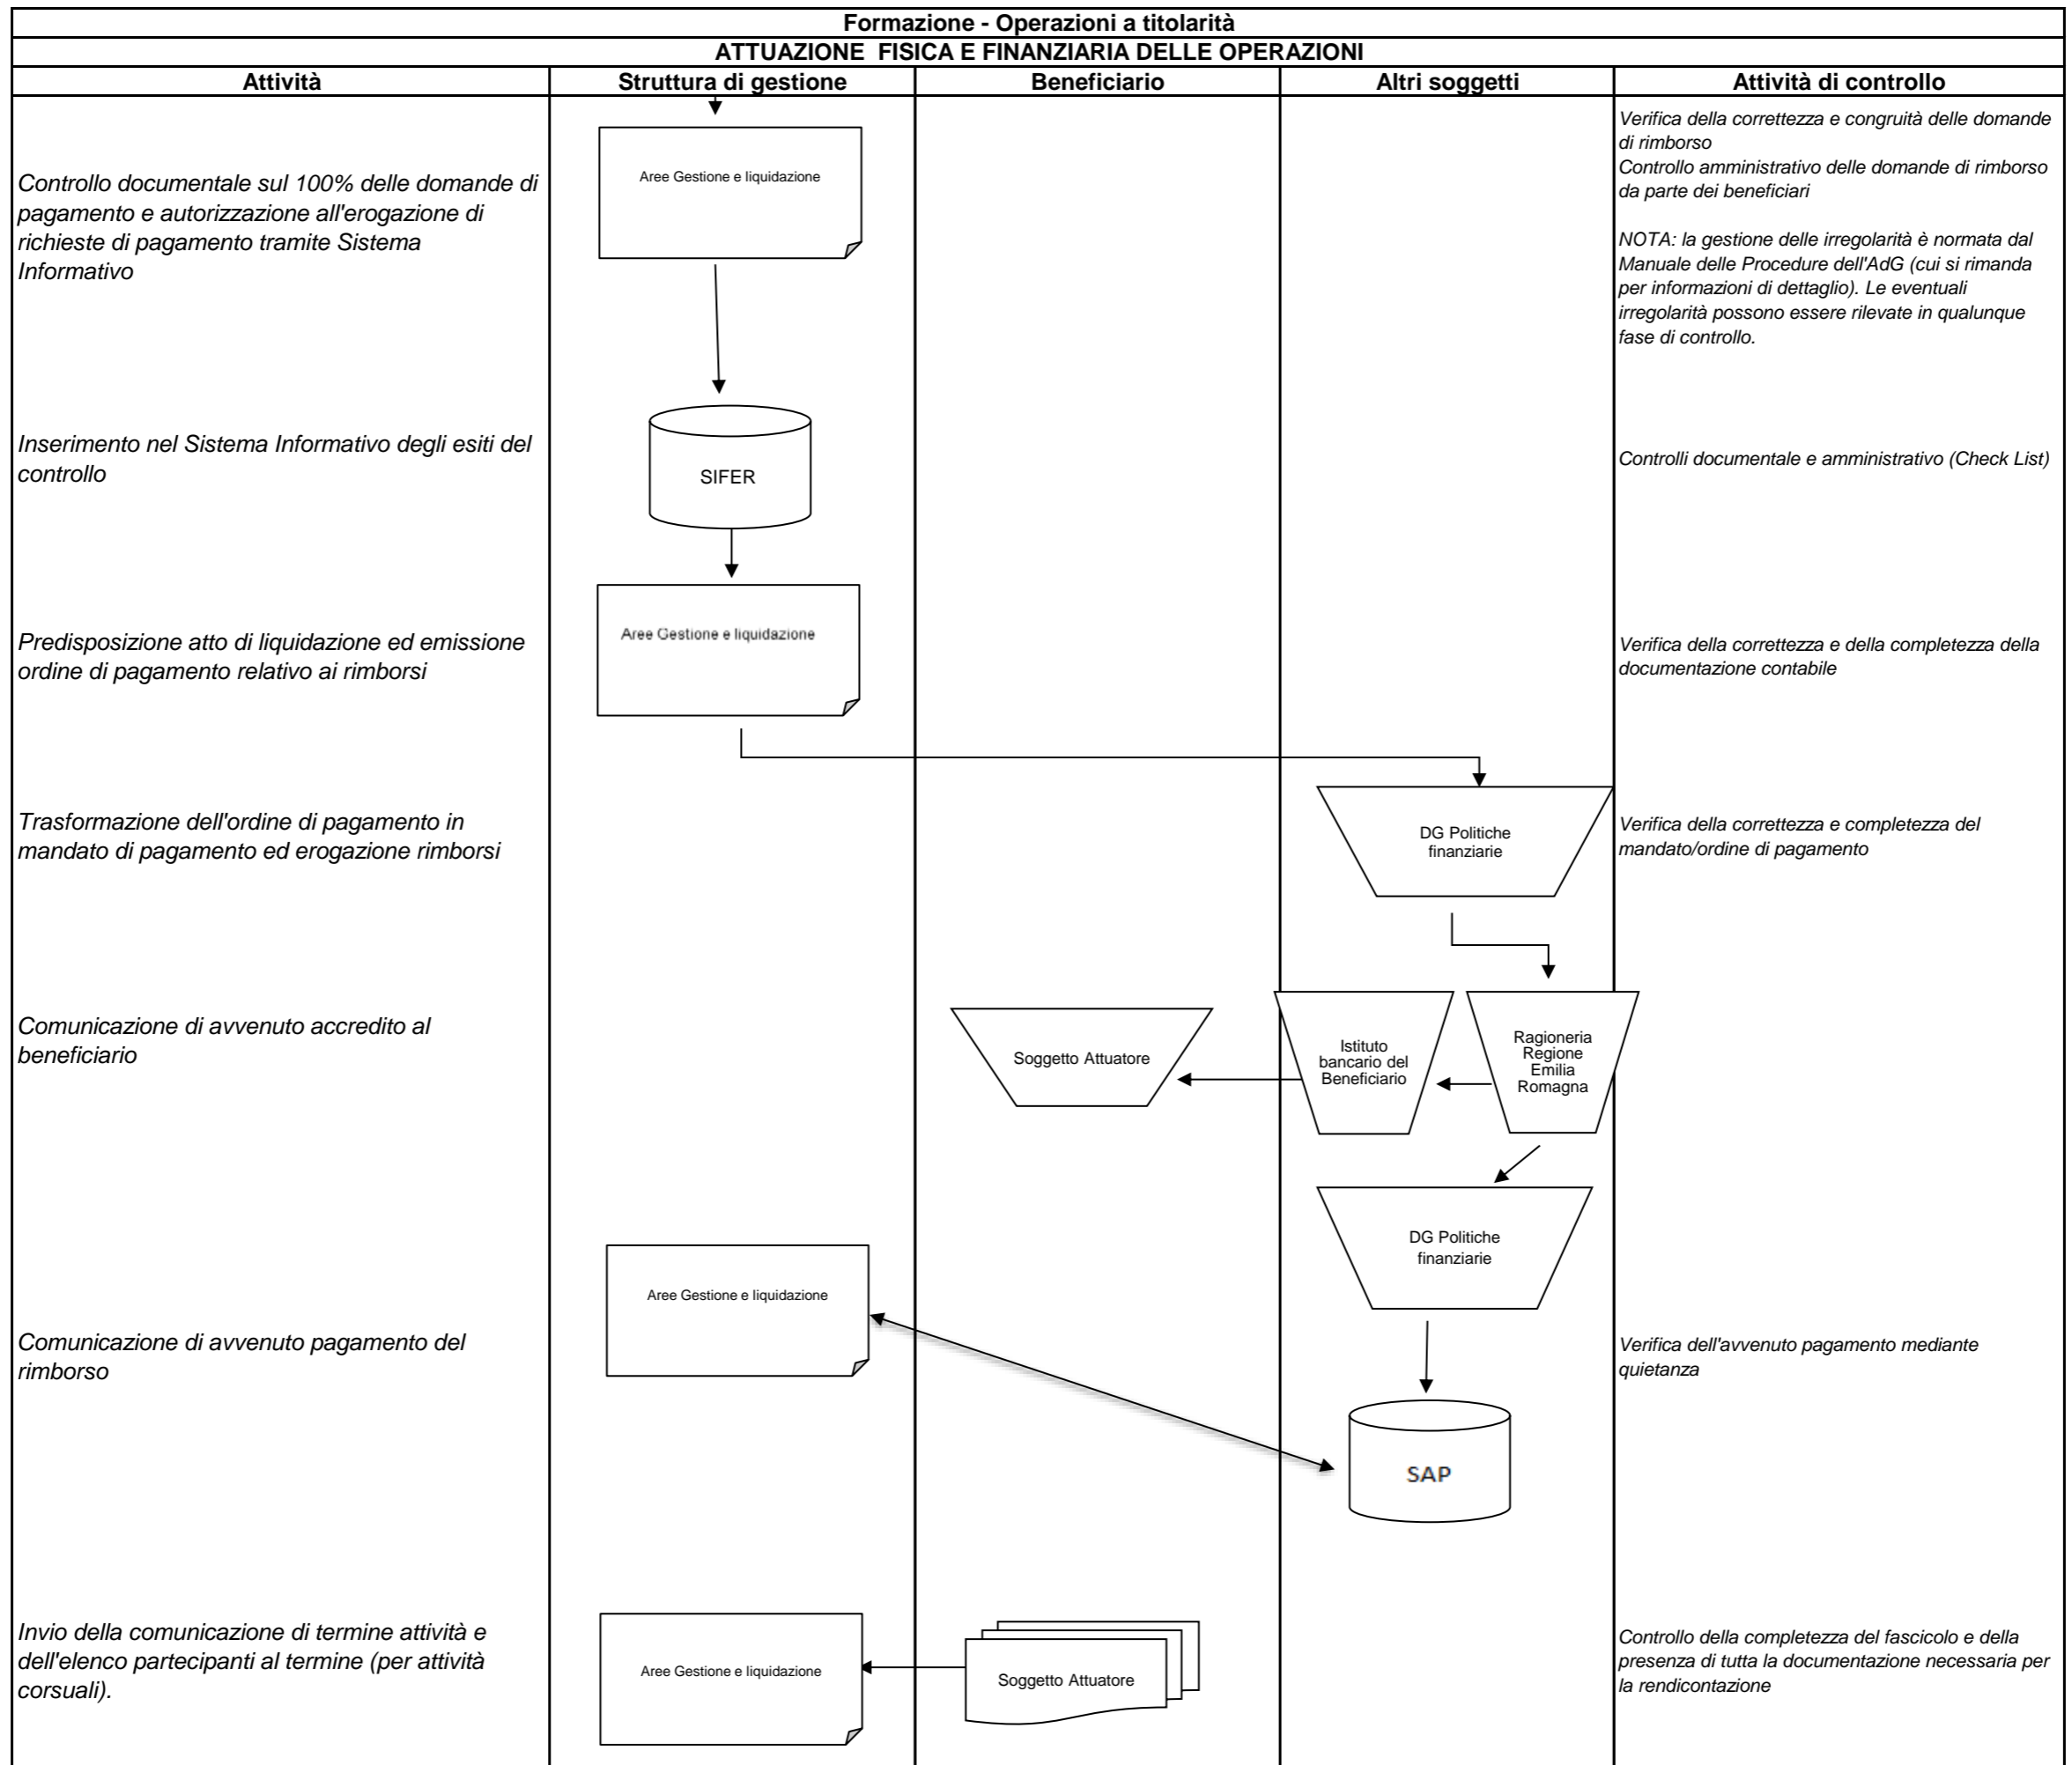 Formazione - Operazioni a titolarità
ATTUAZIONE FISICA E FINANZIARIA DELLE OPERAZIONI
Attività
Struttura di gestione
Beneficiario
Altri soggetti
Attività di controllo
Controllo documentale sul 100% delle domande di
pagamento e autorizzazione all'erogazione di
richieste di pagamento tramite Sistema
Informativo
Aree Gestione e liquidazione
Verifica della correttezza e congruità delle domande
di rimborso
Controllo amministrativo delle domande di rimborso
da parte dei beneficiari
NOTA: la gestione delle irregolarità è normata dal
Manuale delle Procedure dell'AdG (cui si rimanda
per informazioni di dettaglio). Le eventuali
irregolarità possono essere rilevate in qualunque
fase di controllo.
Inserimento nel Sistema Informativo degli esiti del
controllo
SIFER
Controlli documentale e amministrativo (Check List)
Predisposizione atto di liquidazione ed emissione
ordine di pagamento relativo ai rimborsi
Aree Gestione e liquidazione
Verifica della correttezza e della completezza della
documentazione contabile
Trasformazione dell'ordine di pagamento in
mandato di pagamento ed erogazione rimborsi
DG Politiche
finanziarie
Verifica della correttezza e completezza del
mandato/ordine di pagamento
Comunicazione di avvenuto accredito al
beneficiario
Soggetto Attuatore
Istituto
bancario del
Beneficiario
Ragioneria
Regione
Emilia
Romagna
DG Politiche
finanziarie
Comunicazione di avvenuto pagamento del
rimborso
Aree Gestione e liquidazione
Verifica dell'avvenuto pagamento mediante
quietanza
SAP
Invio della comunicazione di termine attività e
dell'elenco partecipanti al termine (per attività
corsuali).
Aree Gestione e liquidazione
Soggetto Attuatore
Controllo della completezza del fascicolo e della
presenza di tutta la documentazione necessaria per
la rendicontazione